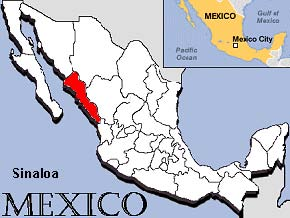 MEXICO
Gulf of
Mexico
Mexico City
Pacific
Ocean
Sinaloa
MEXICO